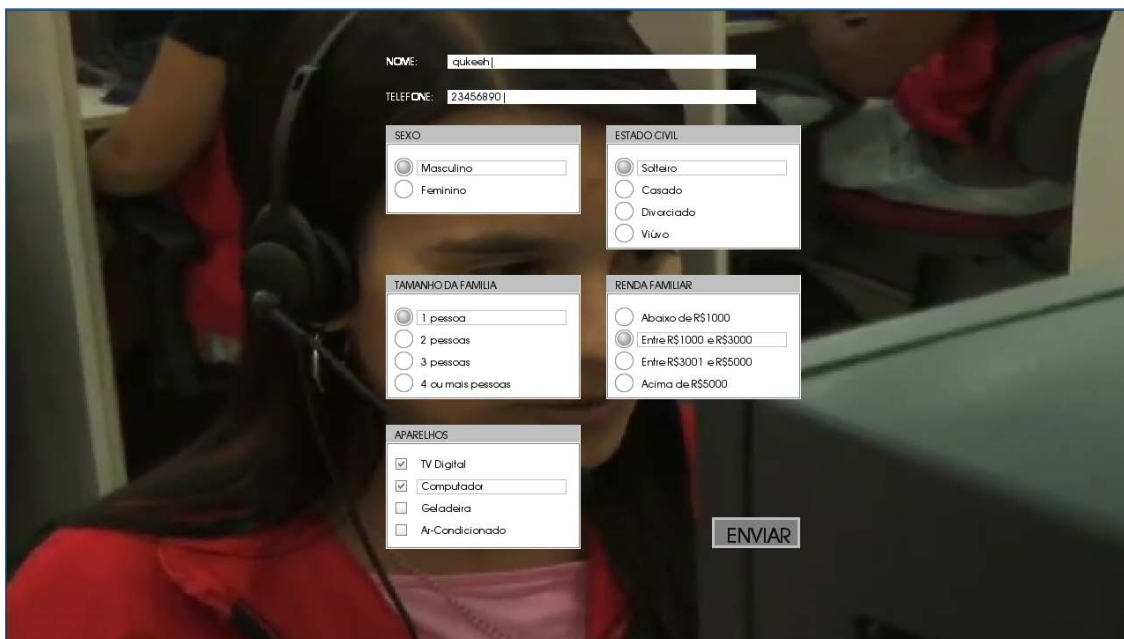 NOME:
qukeeh|
TELEFONE:
23456890|
SEXO
Masculino
Feminino
ESTADO CIVIL
Solteiro
Casado
Divorciado
Viúvo
TAMANHO DA FAMILIA
1 pessoa
2 pessoas
3 pessoas
4 ou mais pessoas
RENDA FAMILIAR
Abaixo de R$1000
Entre R$1000 e R$3000
Entre R$3001 e R$5000
Acima de R$5000
APARELHOS
TV Digital
Computador
Geladeira
Ar-Condicionado
ENVIAR